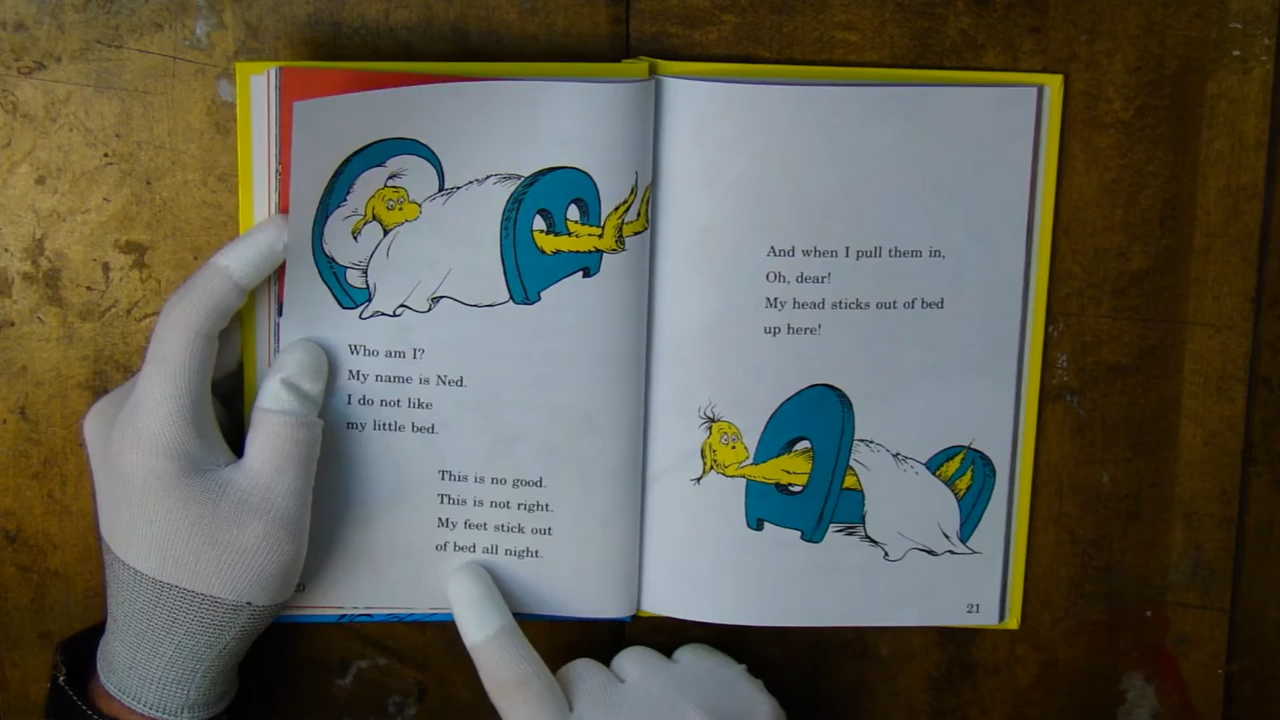 Who am I?
My name is Ned.
I do not like
my little bed.
This is no good.
This is not right.
My feet stick out
of bed all night.
And when I pull them in,
Oh, dear!
My head sticks out of bed
up here!
21